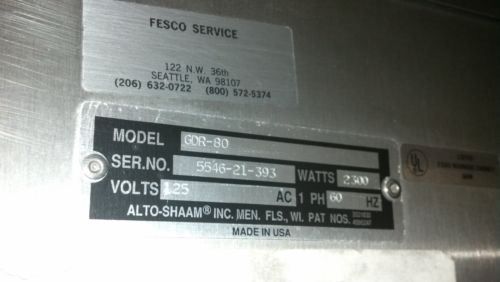 FESCO SERVICE
122 N.W. 36th
SEATTLE, WA 98107
(206) 632-0722 (800) 572-5374
MODEL GDR-80
SER.NO. 5546-21-393 WATTS 2300
VOLTS 125 AC 1 PH 60 HZ
ALTO-SHAAM® INC. MEN. FLS., WI. PAT NOS.
MADE IN USA
UL